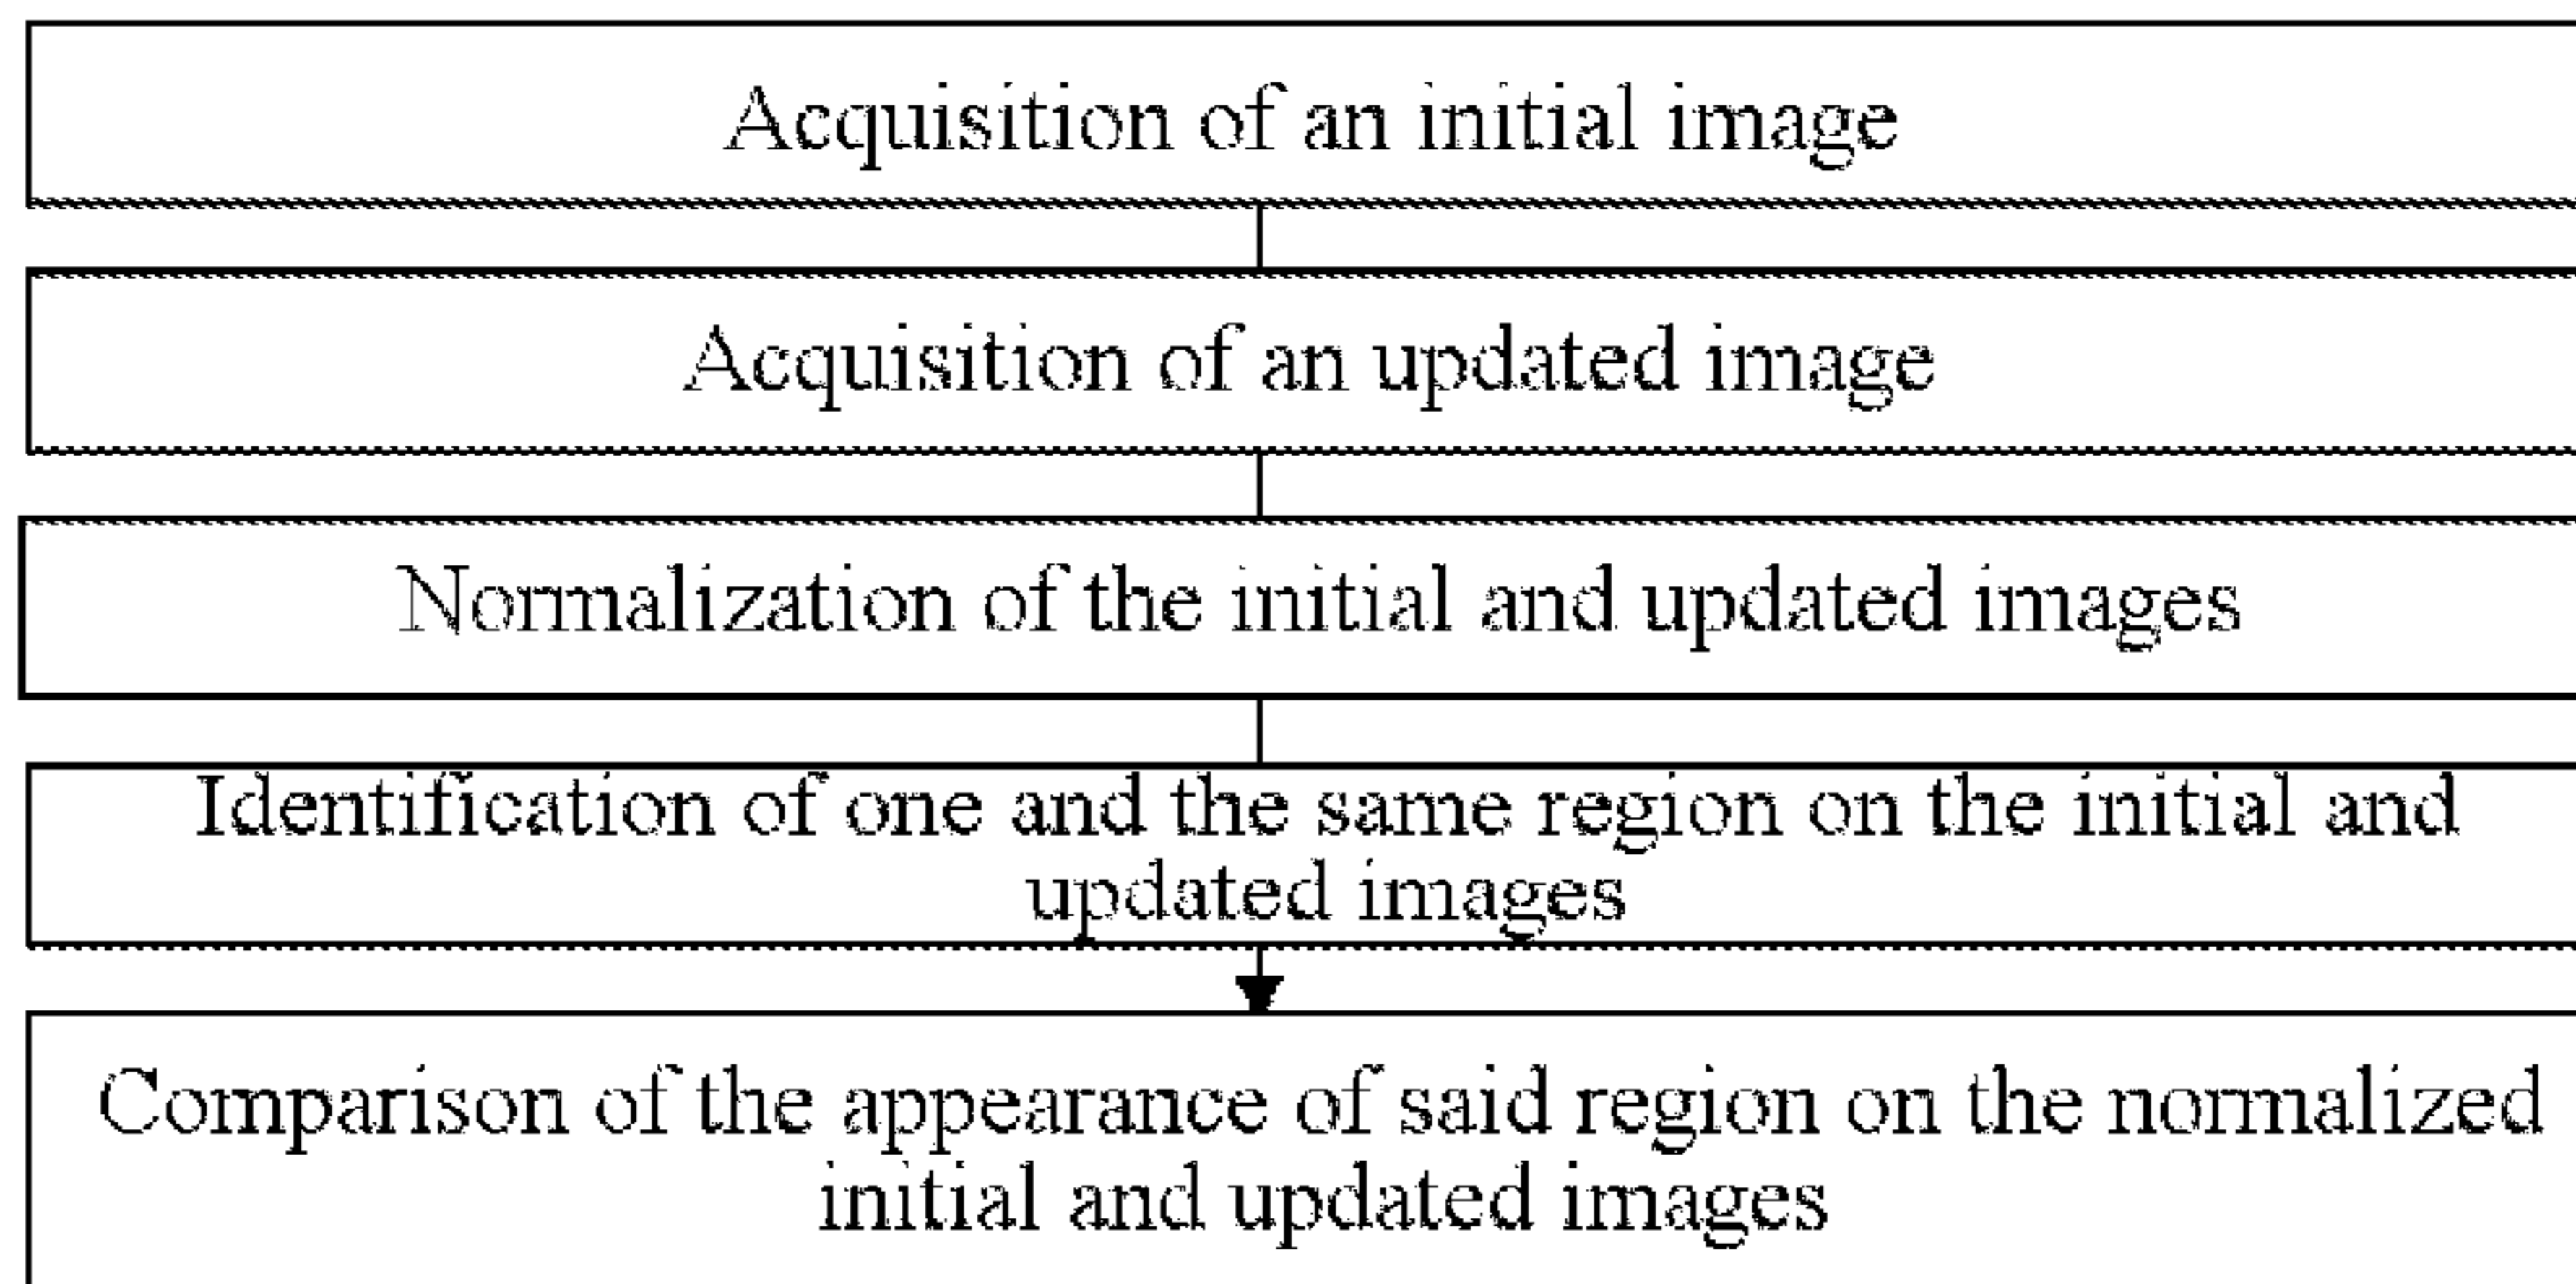 Acquisition of an initial image
Acquisition of an updated image
Normalization of the initial and updated images
Identification of one and the same region on the initial and
updated images
Comparison of the appearance of said region on the normalized
initial and updated images